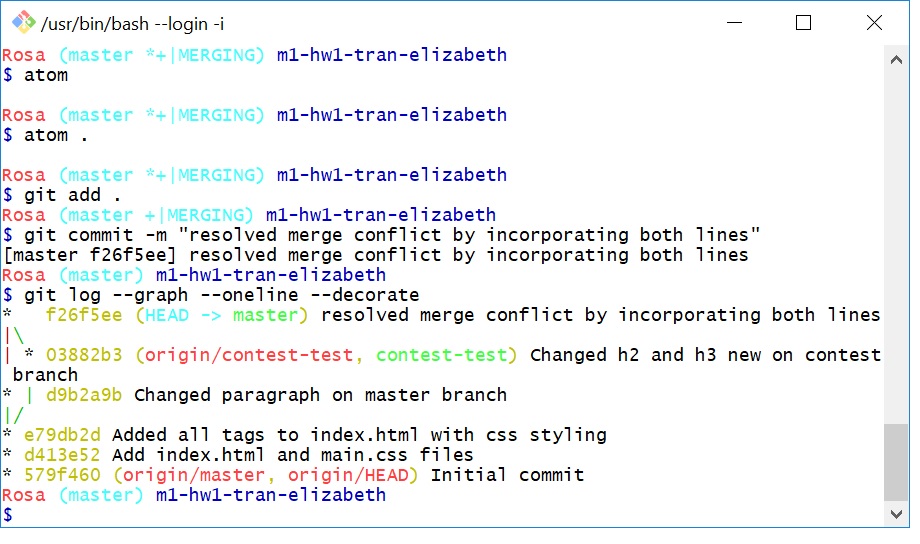 /usr/bin/bash --login -i
Rosa (master *+|MERGING) m1-hw1-tran-elizabeth
$ atom
Rosa (master *+|MERGING) m1-hw1-tran-elizabeth
$ atom .
Rosa (master *+|MERGING) m1-hw1-tran-elizabeth
$ git add .
Rosa (master +|MERGING) m1-hw1-tran-elizabeth
$ git commit -m "resolved merge conflict by incorporating both lines"
[master f26f5ee] resolved merge conflict by incorporating both lines
Rosa (master) m1-hw1-tran-elizabeth
$ git log --graph --oneline --decorate
*   f26f5ee (HEAD -> master) resolved merge conflict by incorporating both lines
|\
| * 03882b3 (origin/contest-test, contest-test) Changed h2 and h3 new on contest
 branch
* | d9b2a9b Changed paragraph on master branch
|/
* e79db2d Added all tags to index.html with css styling
* d413e52 Add index.html and main.css files
* 579f460 (origin/master, origin/HEAD) Initial commit
Rosa (master) m1-hw1-tran-elizabeth
$